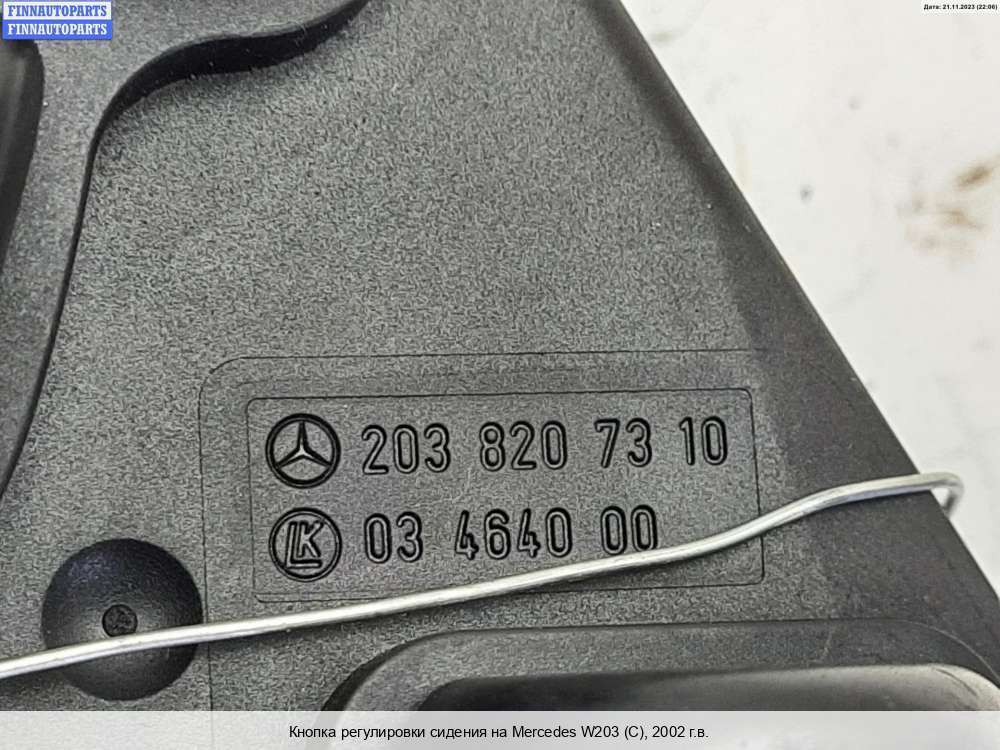 FINNAUTOPARTS
FINNAUTOPARTS
Дата: 21.11.2023 (22:06)
203 820 73 10
LK 03 4640 00
Кнопка регулировки сидения на Mercedes W203 (C), 2002 г.в.